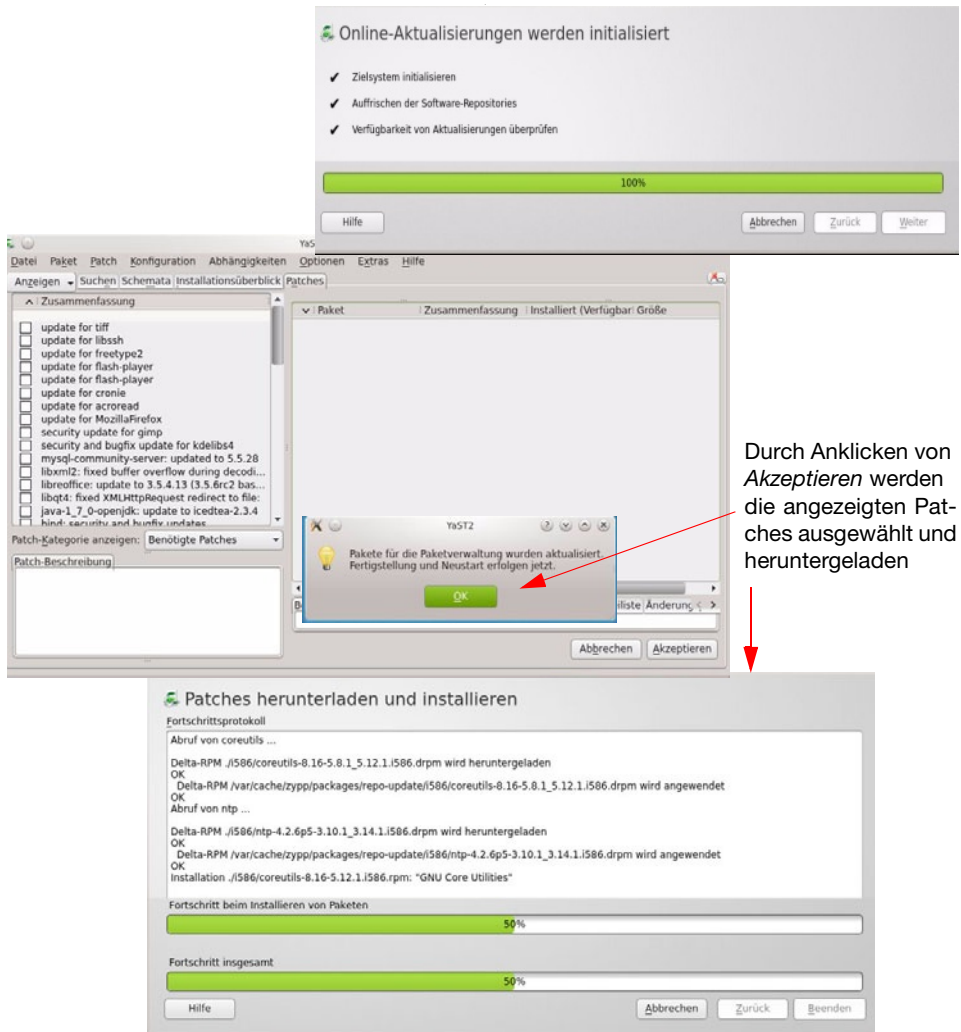 Online-Aktualisierungen werden initialisiert
✔ Zielsystem initialisieren
✔ Auffrischen der Software-Repositories
✔ Verfügbarkeit von Aktualisierungen überprüfen
100%
Hilfe Abbrechen Zurück Weiter
Datei Paket Patch Konfiguration Abhängigkeiten Optionen Extras Hilfe
Anzeigen Suchen Schemata Installationsüberblick Patches
Zusammenfassung
update for tiff
update for libssh
update for freetype2
update for flash-player
update for flash-player
update for cronie
update for acroread
update for MozillaFirefox
security update for gimp
security and bugfix update for kdelibs4
mysql-community-server: updated to 5.5.28
libxml2: fixed buffer overflow during decodi...
libreoffice: update to 3.5.4.13 (3.5.6rc2 bas...
libqt4: fixed XMLHttpRequest redirect to file:
java-1_7_0-openjdk: update to icedtea-2.3.4
bind: security and bugfix updates
Patch-Kategorie anzeigen: Benötigte Patches
Patch-Beschreibung
Paket Zusammenfassung Installiert (Verfügbar Größe
YaST2
Pakete für die Paketverwaltung wurden aktualisiert.
Fertigstellung und Neustart erfolgen jetzt.
OK
Änderung
Abbrechen Akzeptieren
Durch Anklicken von
Akzeptieren werden
die angezeigten Pat-
ches ausgewählt und
heruntergeladen
Patches herunterladen und installieren
Fortschrittsprotokoll
Abruf von coreutils ...
Delta-RPM ./i586/coreutils-8.16-5.8.1_5.12.1.i586.drpm wird heruntergeladen
OK
Delta-RPM /var/cache/zypp/packages/repo-update/i586/coreutils-8.16-5.8.1_5.12.1.i586.drpm wird angewendet
OK
Abruf von ntp ...
Delta-RPM ./i586/ntp-4.2.6p5-3.10.1_3.14.1.i586.drpm wird heruntergeladen
OK
Delta-RPM /var/cache/zypp/packages/repo-update/i586/ntp-4.2.6p5-3.10.1_3.14.1.i586.drpm wird angewendet
OK
Installation ./i586/coreutils-8.16-5.12.1.i586.rpm: "GNU Core Utilities"
Fortschritt beim Installieren von Paketen
50%
Fortschritt insgesamt
50%
Hilfe Abbrechen Zurück Beenden